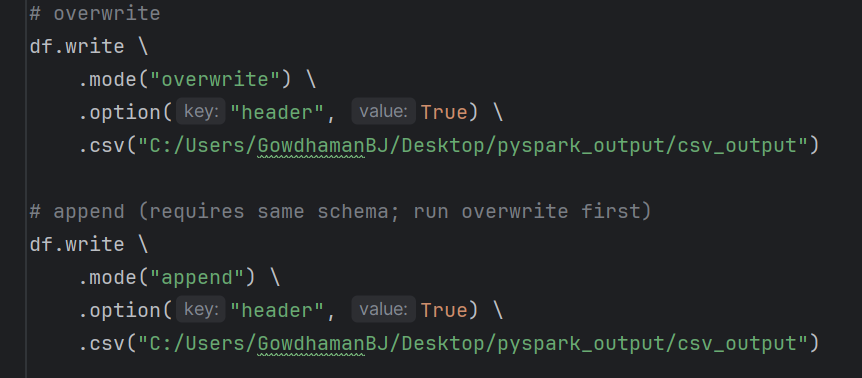 # overwrite
df.write \
    .mode("overwrite") \
    .option( key: "header", value: True) \
    .csv("C:/Users/GowdhamanBJ/Desktop/pyspark_output/csv_output")

# append (requires same schema; run overwrite first)
df.write \
    .mode("append") \
    .option( key: "header", value: True) \
    .csv("C:/Users/GowdhamanBJ/Desktop/pyspark_output/csv_output")